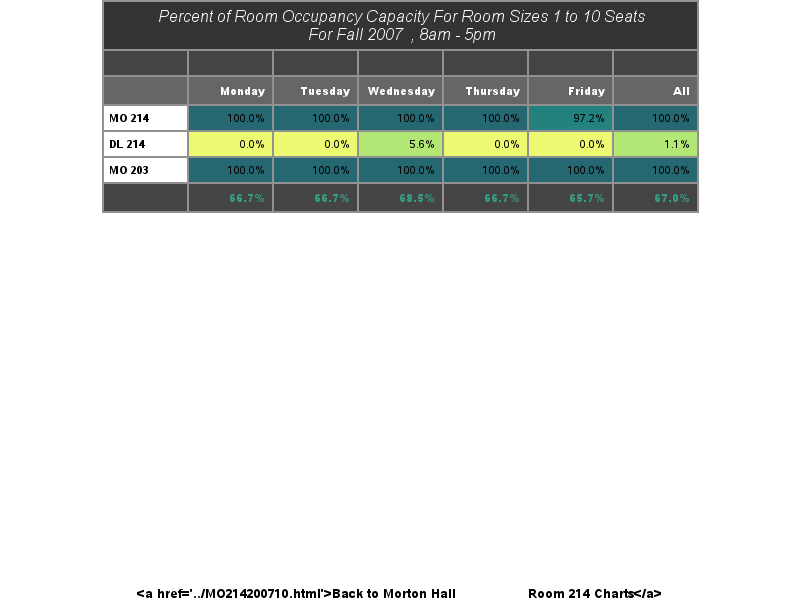 Percent of Room Occupancy Capacity For Room Sizes 1 to 10 Seats
For Fall 2007 , 8am - 5pm
Monday Tuesday Wednesday Thursday Friday All
MO 214 100.0% 100.0% 100.0% 100.0% 97.2% 100.0%
DL 214 0.0% 0.0% 5.6% 0.0% 0.0% 1.1%
MO 203 100.0% 100.0% 100.0% 100.0% 100.0% 100.0%
66.7% 66.7% 68.5% 66.7% 65.7% 67.0%
<a href='../MO214200710.html'>Back to Morton Hall Room 214 Charts</a>